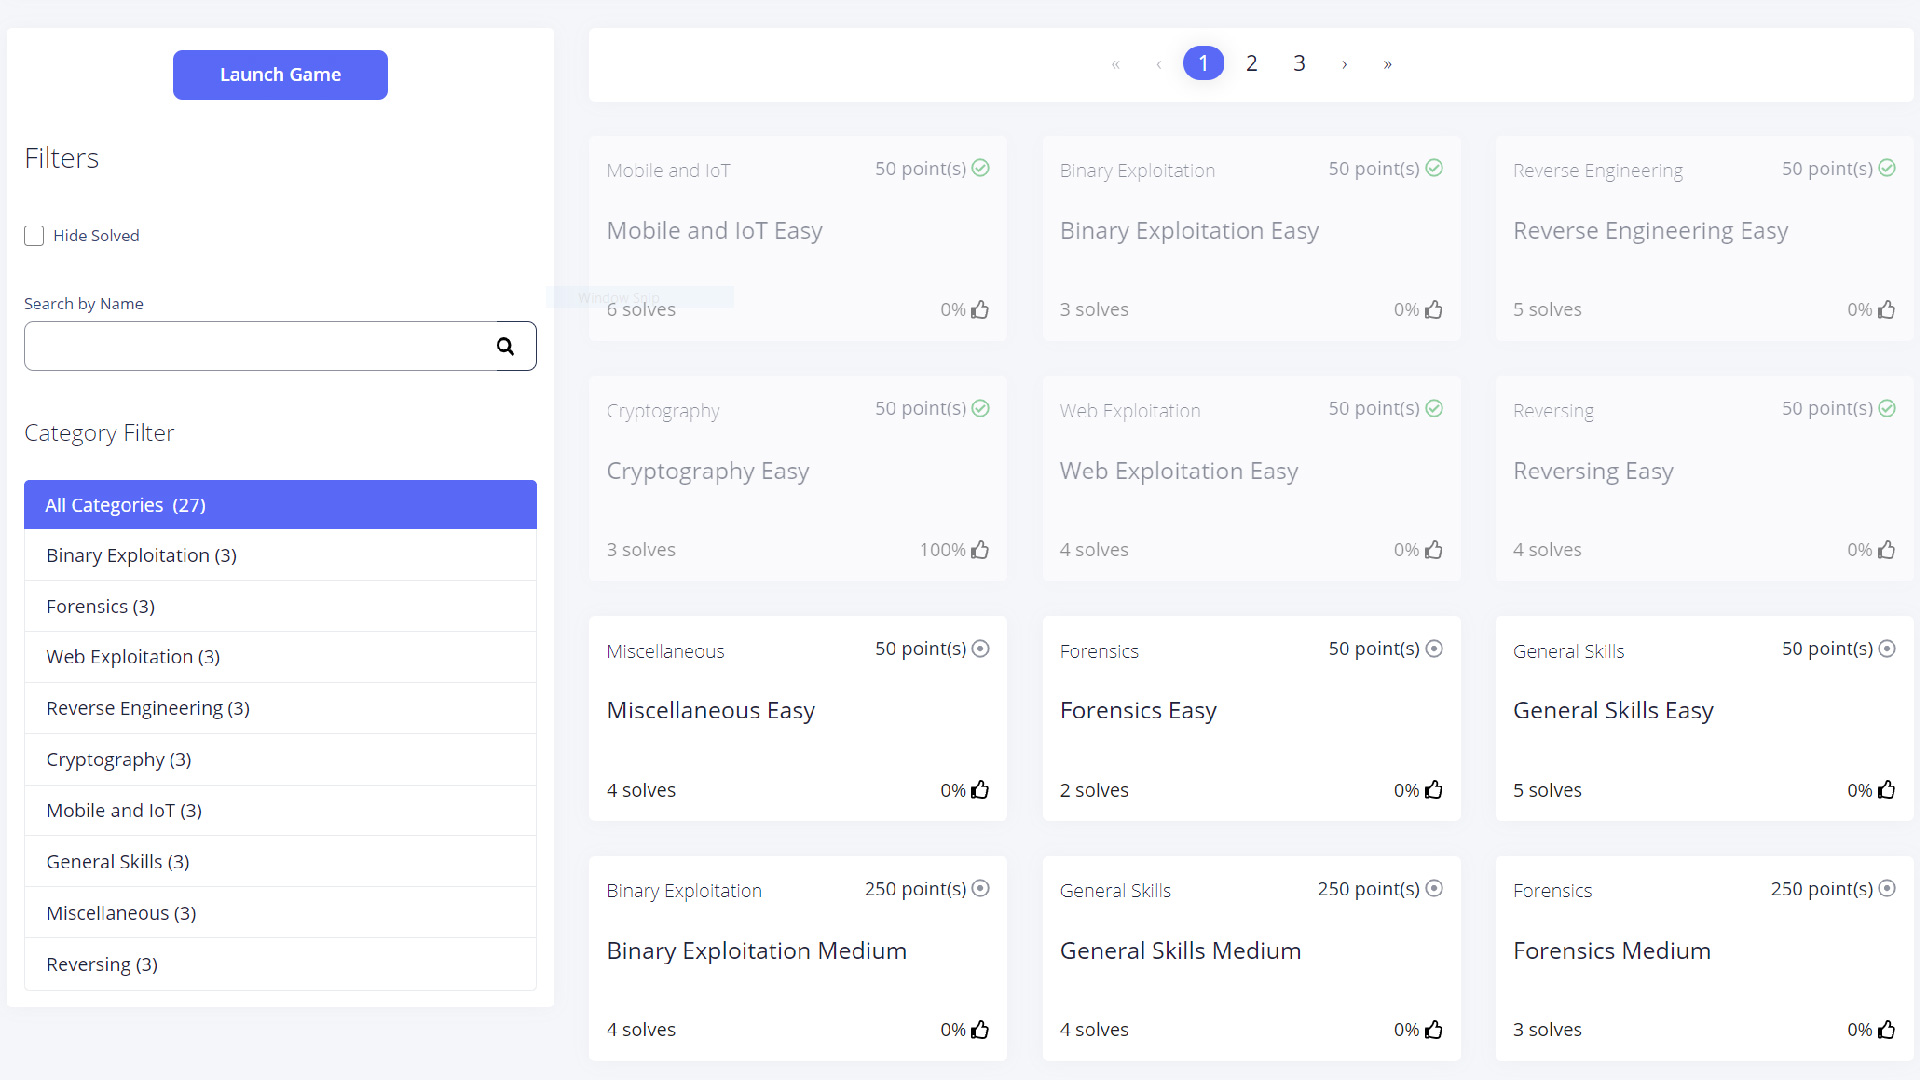 Launch Game
Filters
Hide Solved
Search by Name
Category Filter
All Categories (27)
Binary Exploitation (3)
Forensics (3)
Web Exploitation (3)
Reverse Engineering (3)
Cryptography (3)
Mobile and IoT (3)
General Skills (3)
Miscellaneous (3)
Reversing (3)
« ‹ 1 2 3 › »
Mobile and IoT 50 point(s)
Mobile and IoT Easy
Window Snip
6 solves 0%
Binary Exploitation 50 point(s)
Binary Exploitation Easy
3 solves 0%
Reverse Engineering 50 point(s)
Reverse Engineering Easy
5 solves 0%
Cryptography 50 point(s)
Cryptography Easy
3 solves 100%
Web Exploitation 50 point(s)
Web Exploitation Easy
4 solves 0%
Reversing 50 point(s)
Reversing Easy
4 solves 0%
Miscellaneous 50 point(s)
Miscellaneous Easy
4 solves 0%
Forensics 50 point(s)
Forensics Easy
2 solves 0%
General Skills 50 point(s)
General Skills Easy
5 solves 0%
Binary Exploitation 250 point(s)
Binary Exploitation Medium
4 solves 0%
General Skills 250 point(s)
General Skills Medium
4 solves 0%
Forensics 250 point(s)
Forensics Medium
3 solves 0%